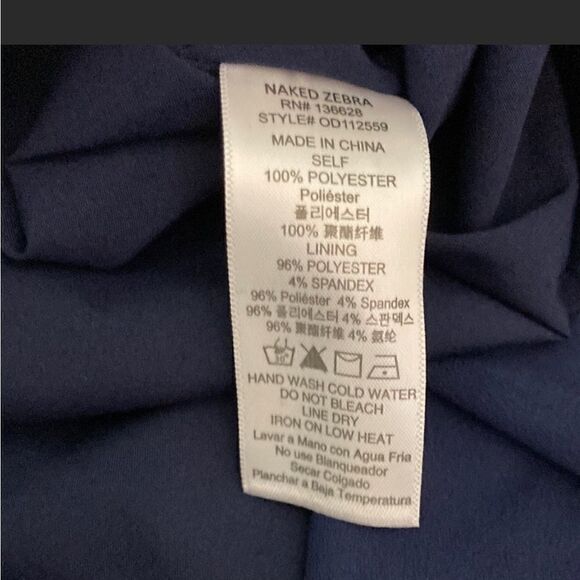 NAKED ZEBRA
RN# 136628
STYLE# OD112559
MADE IN CHINA
SELF
100% POLYESTER
Poliéster
폴리에스터
100% 聚酯纤维
LINING
96% POLYESTER
4% SPANDEX
96% Poliéster 4% Spandex
96% 폴리에스터 4% 스판덱스
96% 聚酯纤维 4% 氨纶
HAND WASH COLD WATER
DO NOT BLEACH
LINE DRY
IRON ON LOW HEAT
Lavar a Mano con Agua Fria
No use Blanqueador
Secar Colgado
Planchar a Baja Temperatura